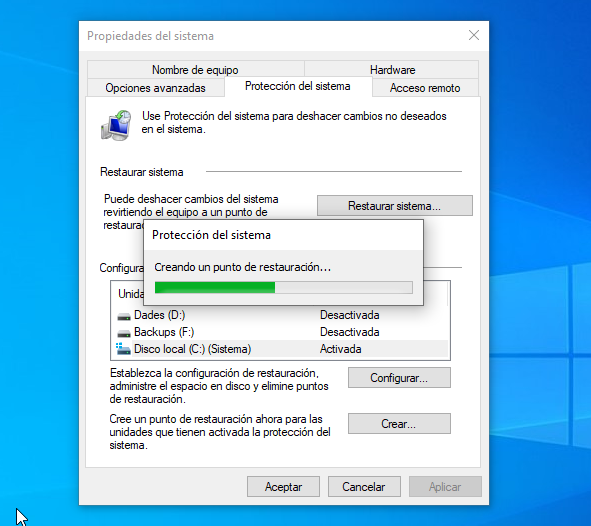 Propiedades del sistema
Nombre de equipo
Hardware
Opciones avanzadas
Protección del sistema
Acceso remoto
Use Protección del sistema para deshacer cambios no deseados
en el sistema.
Restaurar sistema
Puede deshacer cambios del sistema
revirtiendo el equipo a un punto de
restaurac
Restaurar sistema...
Protección del sistema
Creando un punto de restauración...
Configura
Unida
Dades (D:) Desactivada
Backups (F:) Desactivada
Disco local (C:) (Sistema) Activada
Establezca la configuración de restauración,
administre el espacio en disco y elimine puntos
de restauración.
Configurar...
Cree un punto de restauración ahora para las
unidades que tienen activada la protección del
sistema.
Crear...
Aceptar
Cancelar
Aplicar